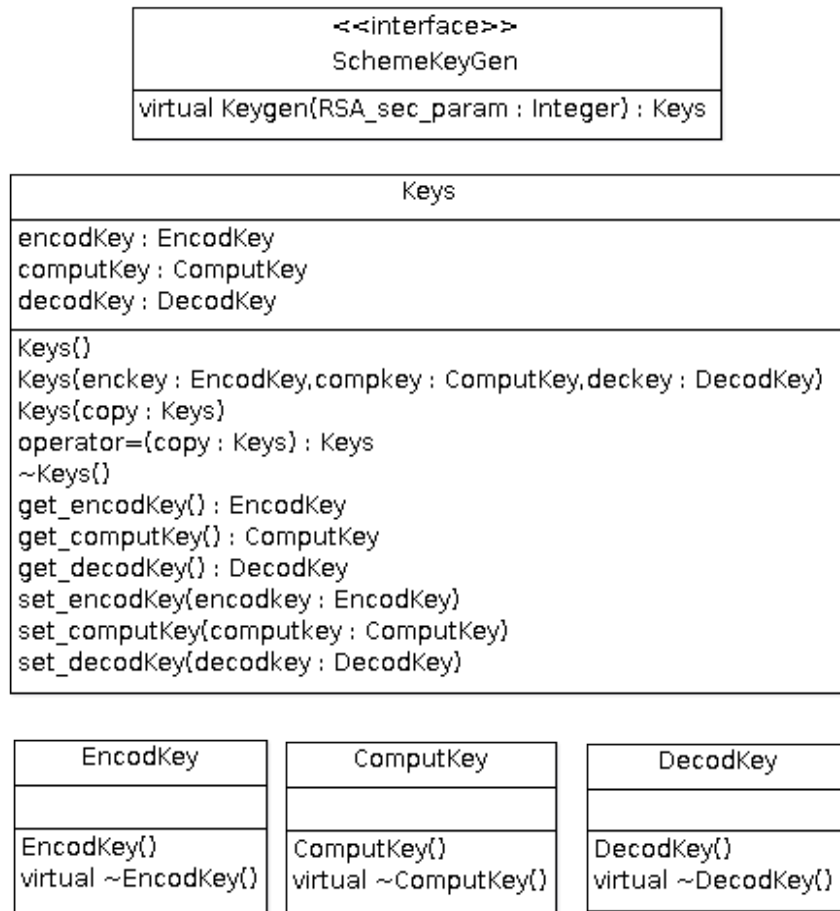 <<interface>>
SchemeKeyGen
virtual Keygen(RSA_sec_param : Integer) : Keys
Keys
encodKey : EncodKey
computKey : ComputKey
decodKey : DecodKey
Keys()
Keys(enckey : EncodKey,compkey : ComputKey,deckey : DecodKey)
Keys(copy : Keys)
operator=(copy : Keys) : Keys
~Keys()
get_encodKey() : EncodKey
get_computKey() : ComputKey
get_decodKey() : DecodKey
set_encodKey(encodkey : EncodKey)
set_computKey(computkey : ComputKey)
set_decodKey(decodkey : DecodKey)
EncodKey
EncodKey()
virtual ~EncodKey()
ComputKey
ComputKey()
virtual ~ComputKey()
DecodKey
DecodKey()
virtual ~DecodKey()